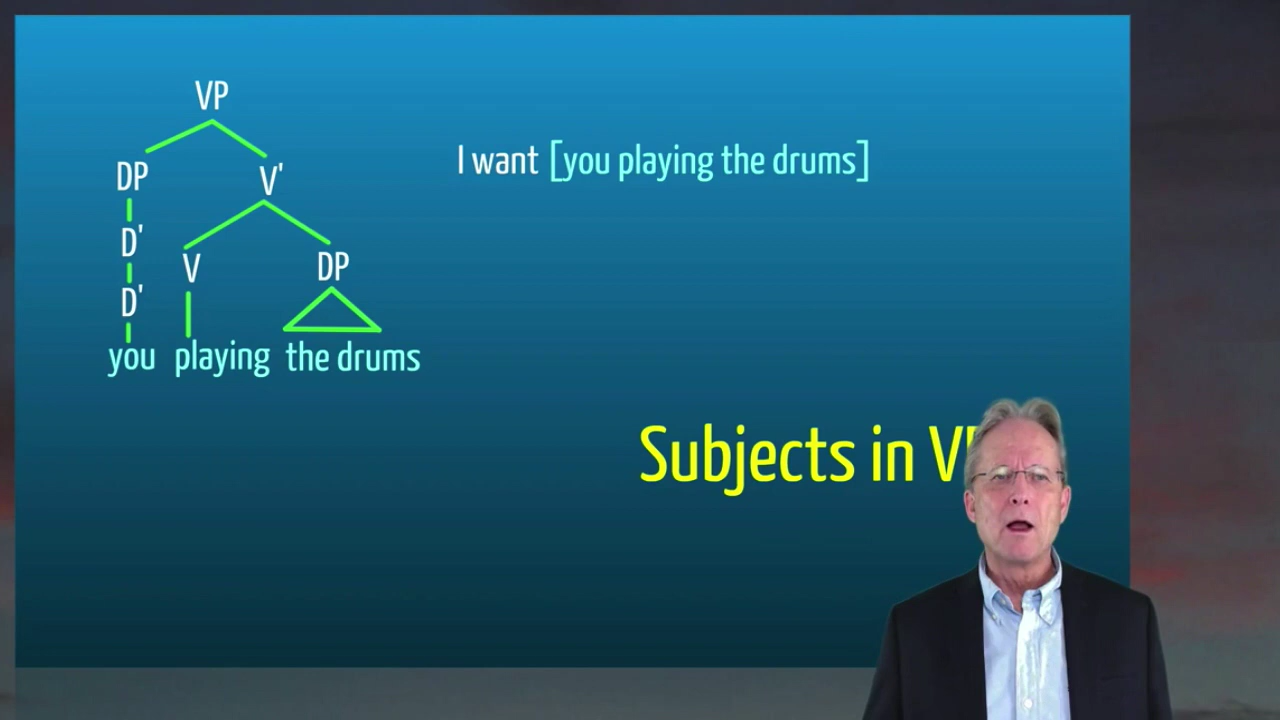 VP
DP V'
I want [you playing the drums]
D'
V DP
D'
you playing the drums
Subjects in